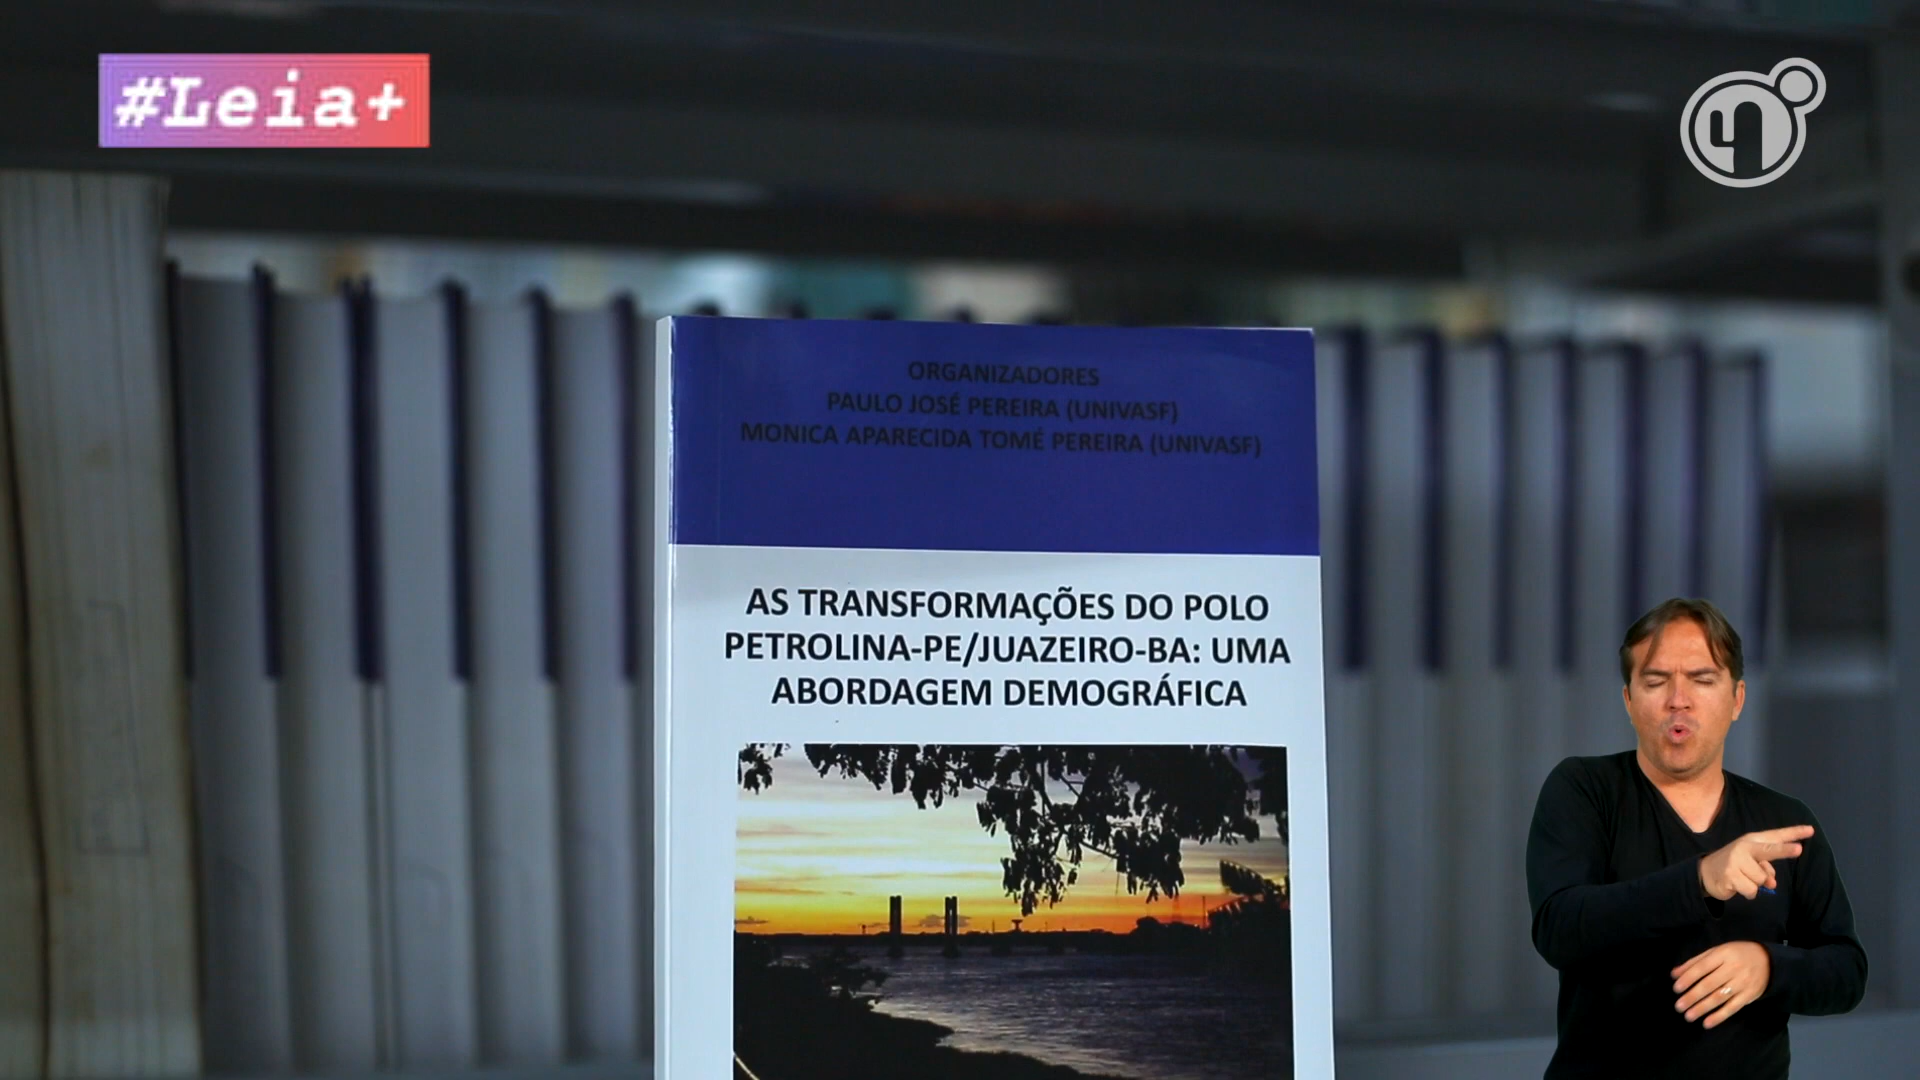 #Leia+
ORGANIZADORES
PAULO JOSÉ PEREIRA (UNIVASF)
MONICA APARECIDA TOMÉ PEREIRA (UNIVASF)
AS TRANSFORMAÇÕES DO POLO
PETROLINA-PE/JUAZEIRO-BA: UMA
ABORDAGEM DEMOGRÁFICA